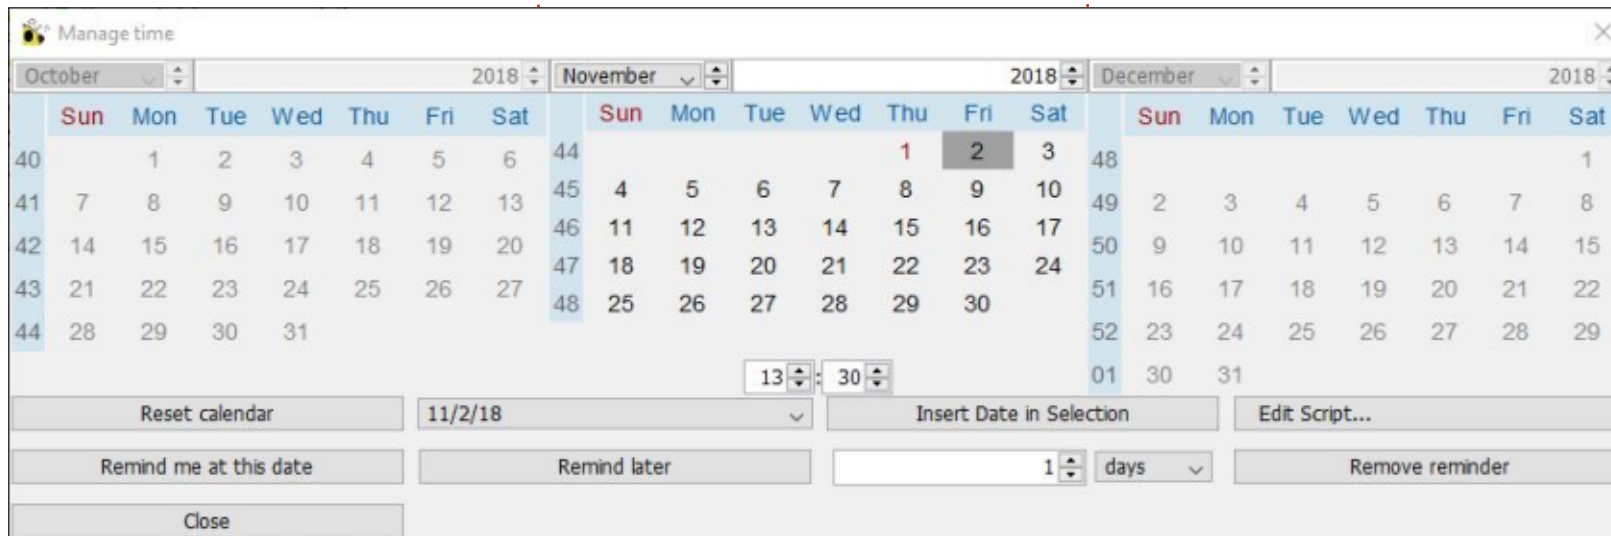 Manage time
October 2018 November 2018 December 2018
Sun Mon Tue Wed Thu Fri Sat Sun Mon Tue Wed Thu Fri Sat Sun Mon Tue Wed Thu Fri Sat
40 1 2 3 4 5 6 44 1 2 3 48 1
41 7 8 9 10 11 12 13 45 4 5 6 7 8 9 10 49 2 3 4 5 6 7 8
42 14 15 16 17 18 19 20 46 11 12 13 14 15 16 17 50 9 10 11 12 13 14 15
43 21 22 23 24 25 26 27 47 18 19 20 21 22 23 24 51 16 17 18 19 20 21 22
44 28 29 30 31 48 25 26 27 28 29 30 52 23 24 25 26 27 28 29
13 : 30 01 30 31
Reset calendar 11/2/18 Insert Date in Selection Edit Script...
Remind me at this date Remind later 1 days Remove reminder
Close